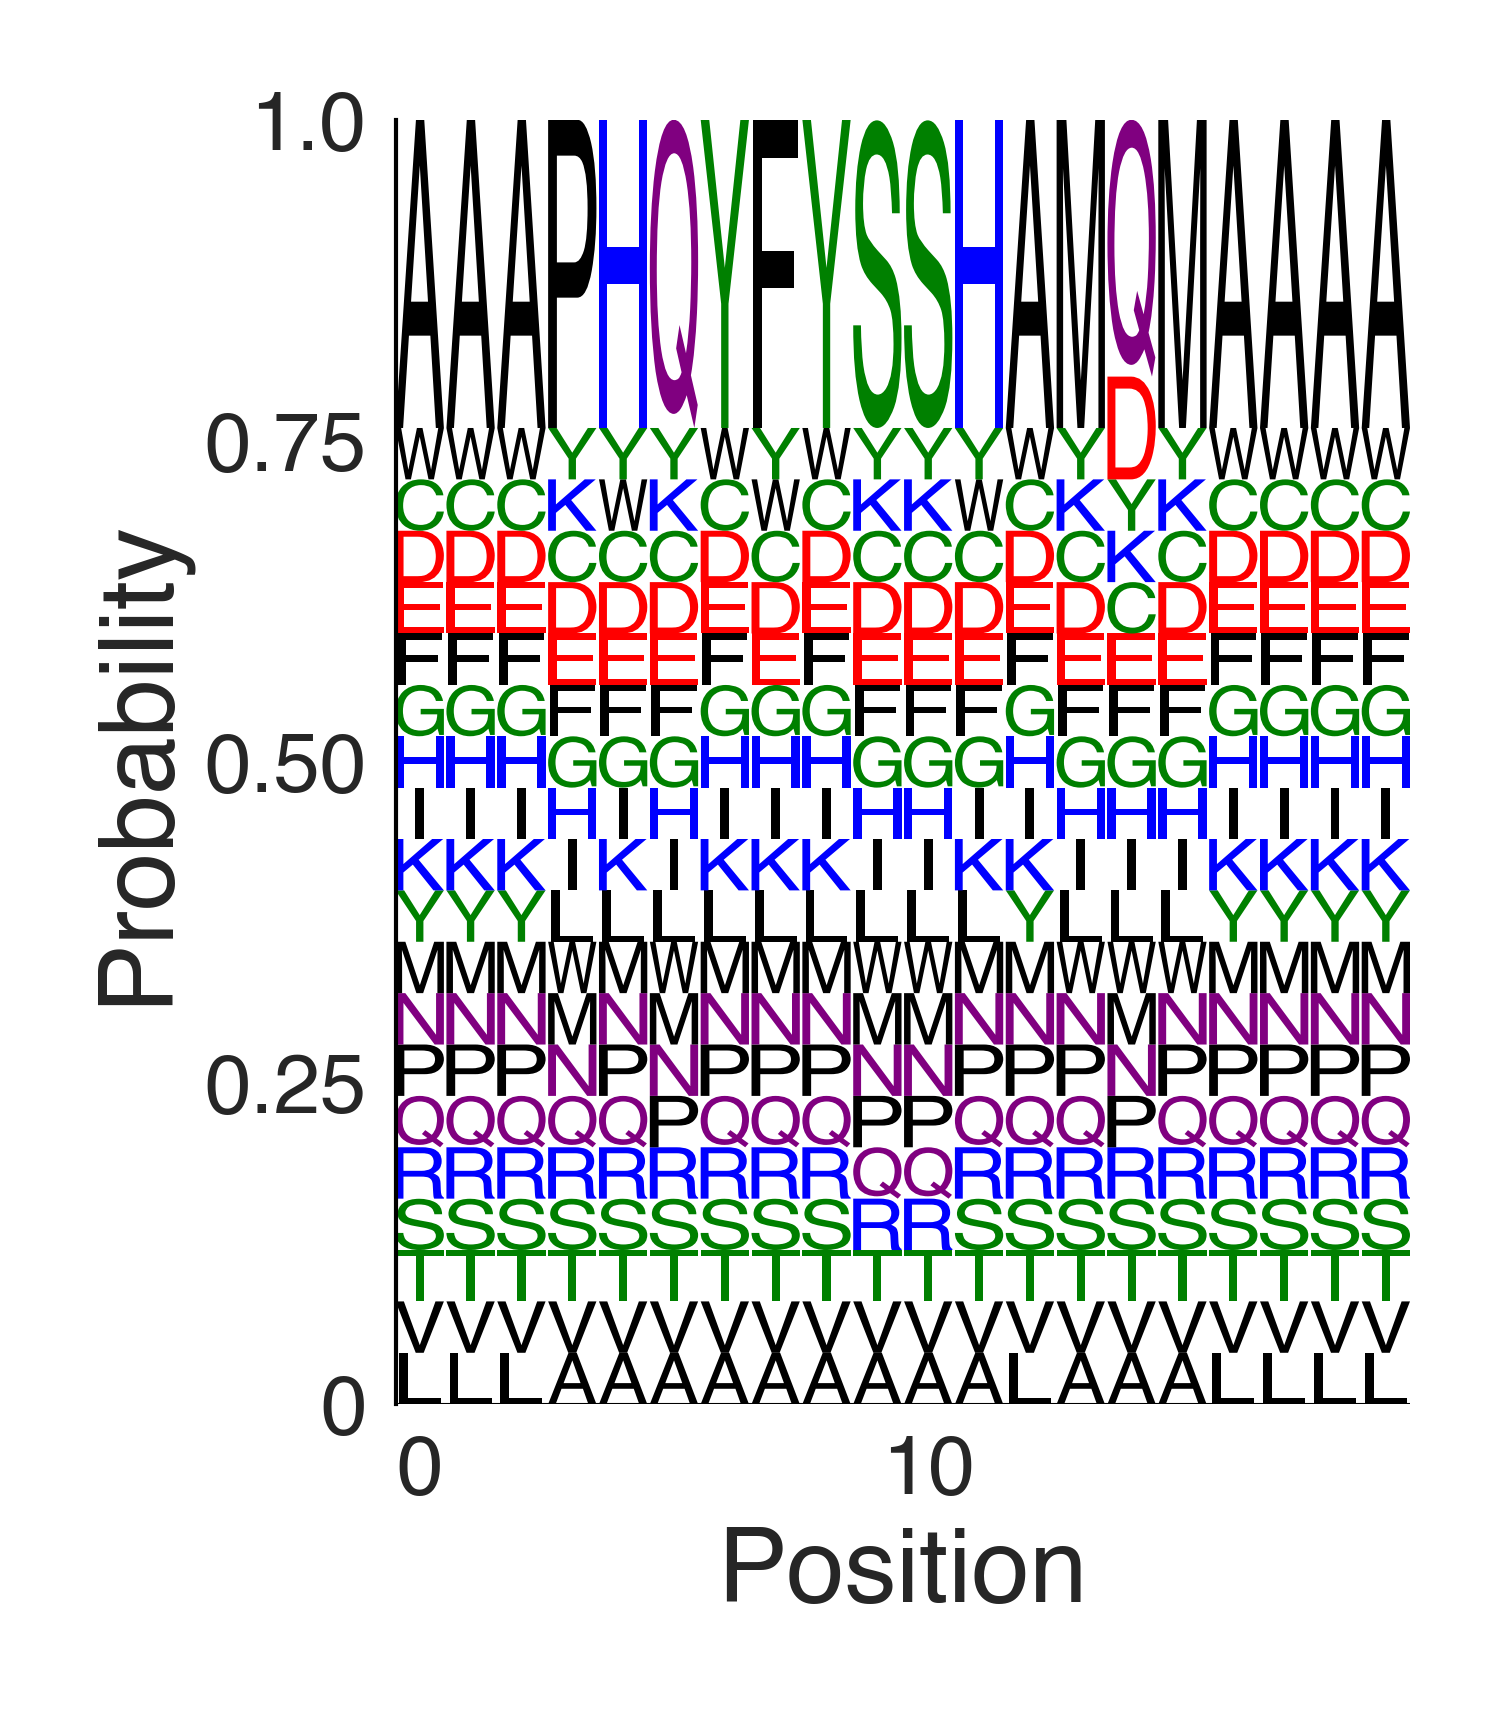 1.0
AAAPHQYFYSSHAMQMAAAA
0.75
WWWYYYWYWYYYWYDYWWWW
CCCKWKCWCKKWCKYKCCCC
DDDCCCDCDCCCDCKCDDDD
EEEDDDEDEDDDEDCDEEEE
FFFEEEFEFEEEFEEEFFFF
GGGFFFGGGFFFGFFFGGGG
0.50
HHHGGGHHHGGGHGGGHHHH
IIIHIHIIIHHIIHHHIIII
KKKIKIKKKIIKKIIIKKKK
YYYLLLLLLLLLYLLLYYYY
MMMWMWMMMWWMMWWWMMMM
NNNMNMNNNMMNNNMNNNNN
0.25
PPPNPNPPPNNPPPNPPPPP
QQQQQPQQQPPQQQPQQQQQ
RRRRRRRRRQQRRRRRRRRR
SSSSSSSSSRRSSSSSSSSS
TTTTTTTTTTTTTTTTTTTT
VVVVVVVVVVVVVVVVVVVV
LLLAAAAAAAAALAAALLLL
0
0 10
Position
Probability